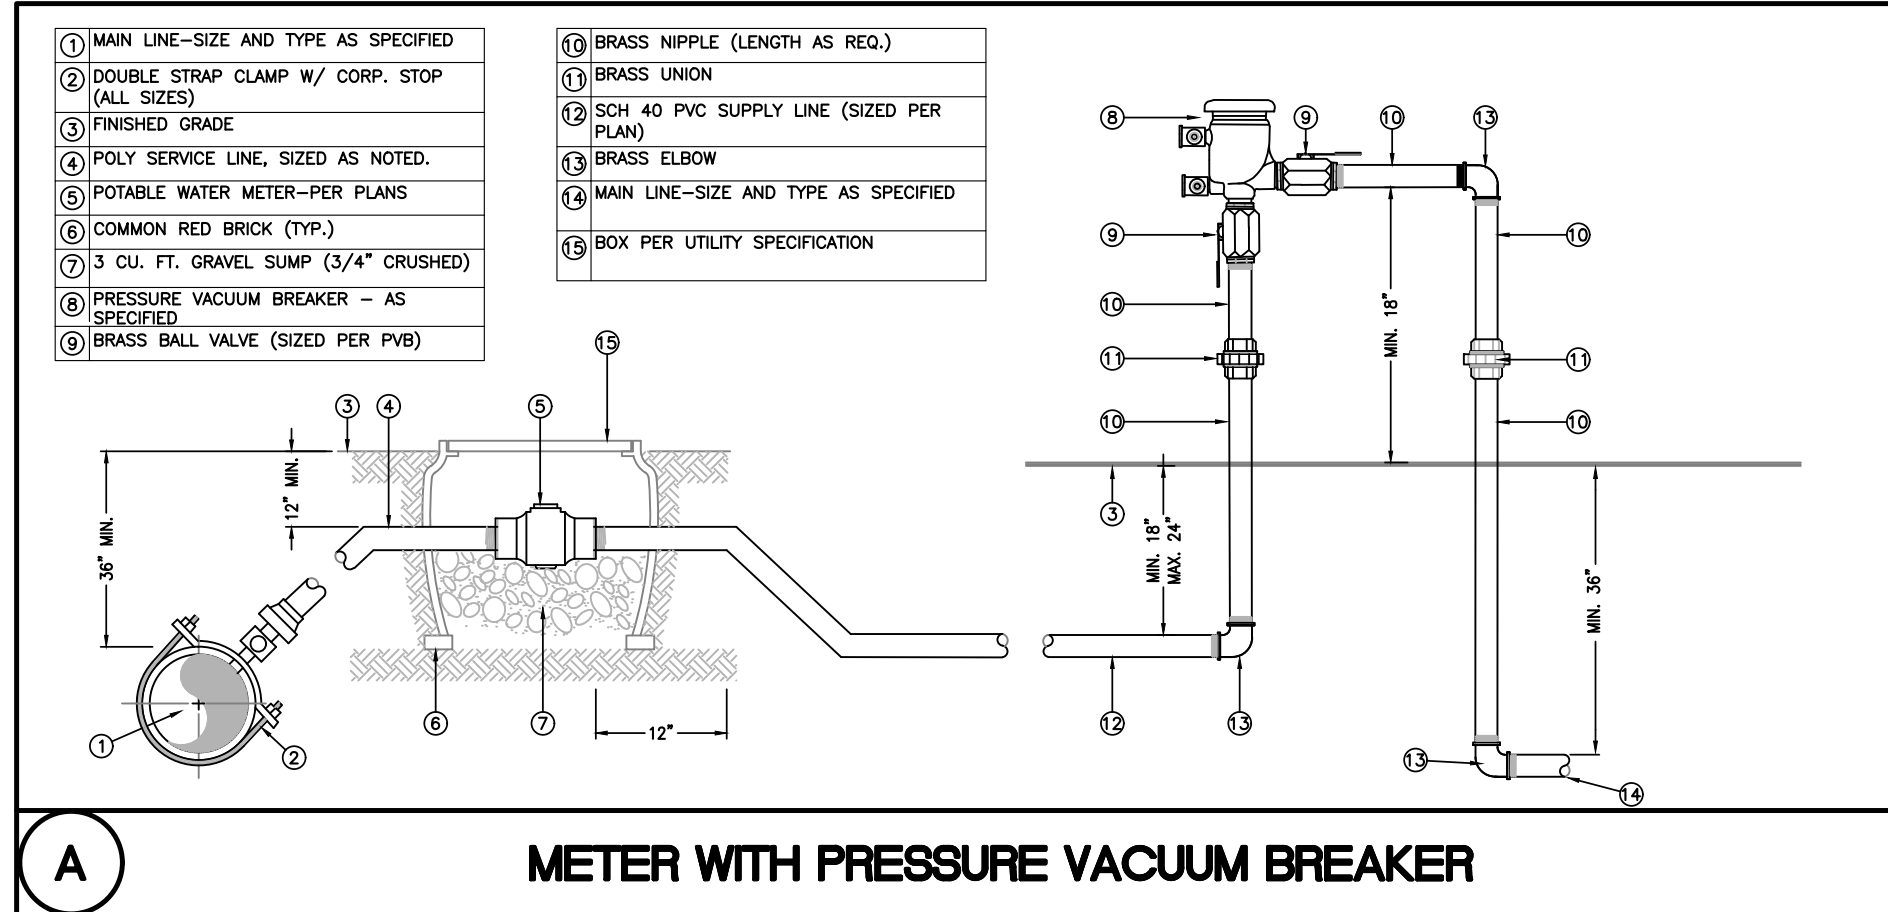 1 MAIN LINE-SIZE AND TYPE AS SPECIFIED
2 DOUBLE STRAP CLAMP W/ CORP. STOP
(ALL SIZES)
3 FINISHED GRADE
4 POLY SERVICE LINE, SIZED AS NOTED.
5 POTABLE WATER METER-PER PLANS
6 COMMON RED BRICK (TYP.)
7 3 CU. FT. GRAVEL SUMP (3/4" CRUSHED)
8 PRESSURE VACUUM BREAKER - AS
SPECIFIED
9 BRASS BALL VALVE (SIZED PER PVB)
10 BRASS NIPPLE (LENGTH AS REQ.)
11 BRASS UNION
12 SCH 40 PVC SUPPLY LINE (SIZED PER
PLAN)
13 BRASS ELBOW
14 MAIN LINE-SIZE AND TYPE AS SPECIFIED
15 BOX PER UTILITY SPECIFICATION
15
3
4
5
36" MIN.
12" MIN.
1
2
6
7
12"
8
9
10
13
9
10
10
11
11
10
10
MIN. 18"
3
MIN. 18"
MAX. 24"
MIN. 36"
12
13
13
14
A
METER WITH PRESSURE VACUUM BREAKER